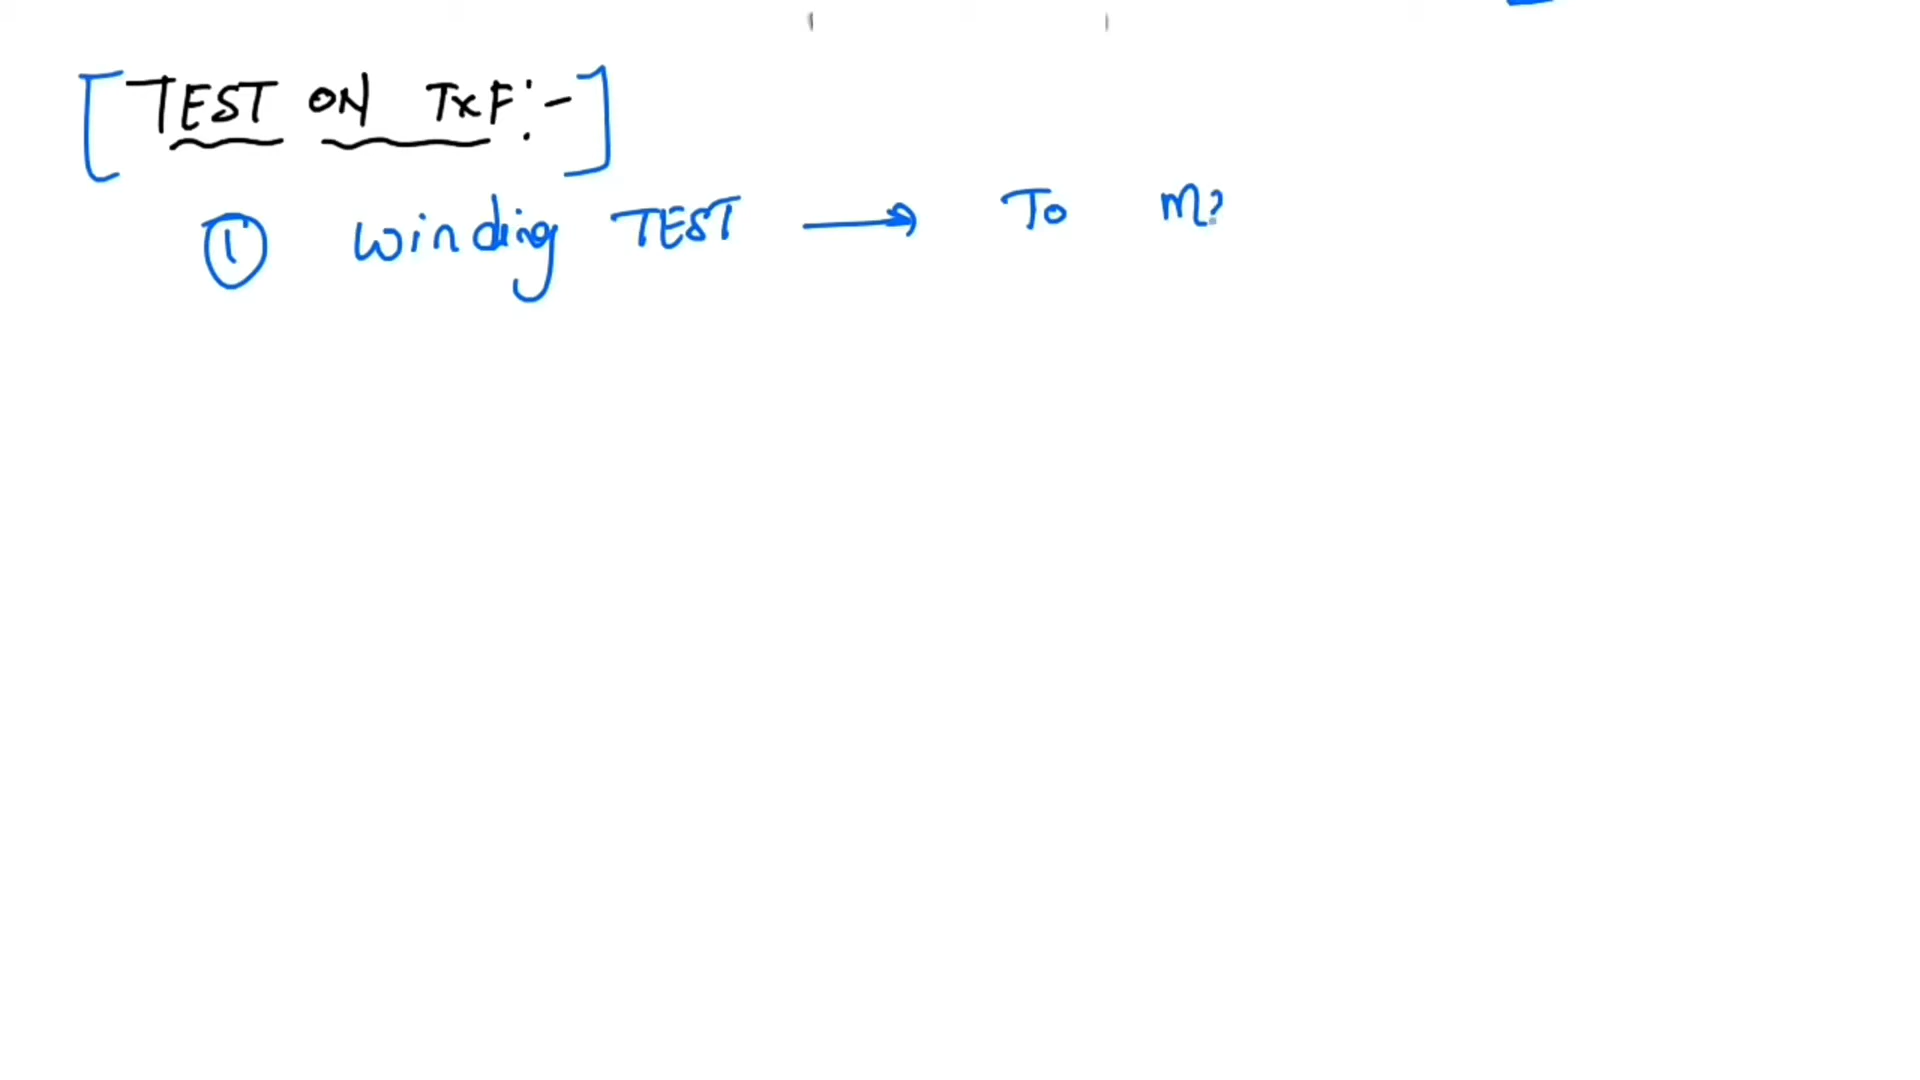 [TEST ON TxF:-]
① winding TEST → To